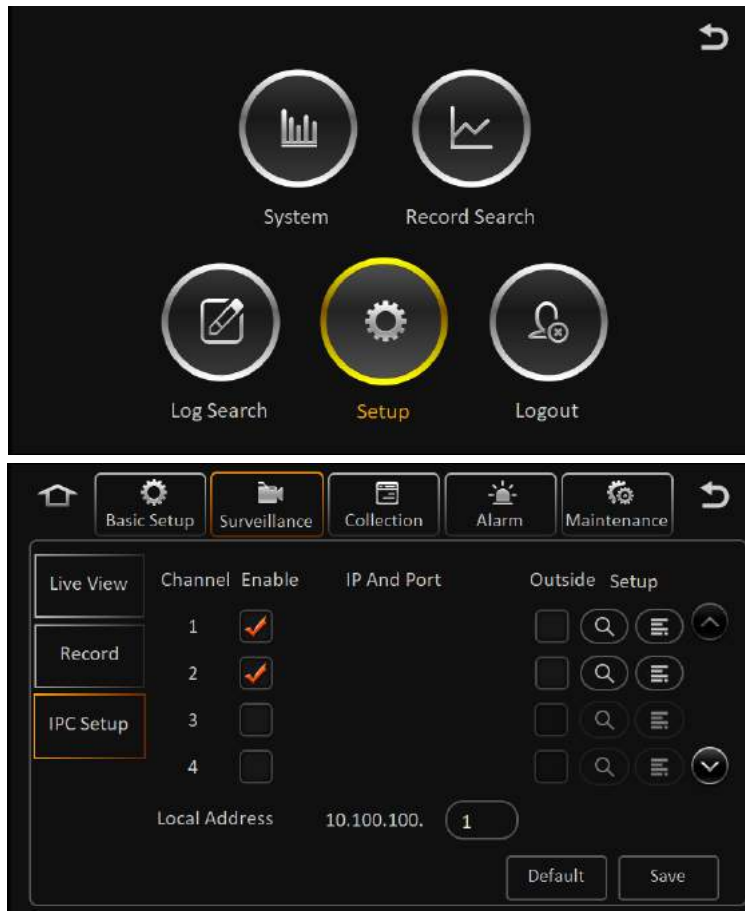 System Record Search
Log Search Setup Logout
Basic Setup Surveillance Collection Alarm Maintenance
Live View
Record
IPC Setup
Channel Enable IP And Port Outside Setup
1
2
3
4
Local Address 10.100.100. 1
Default Save